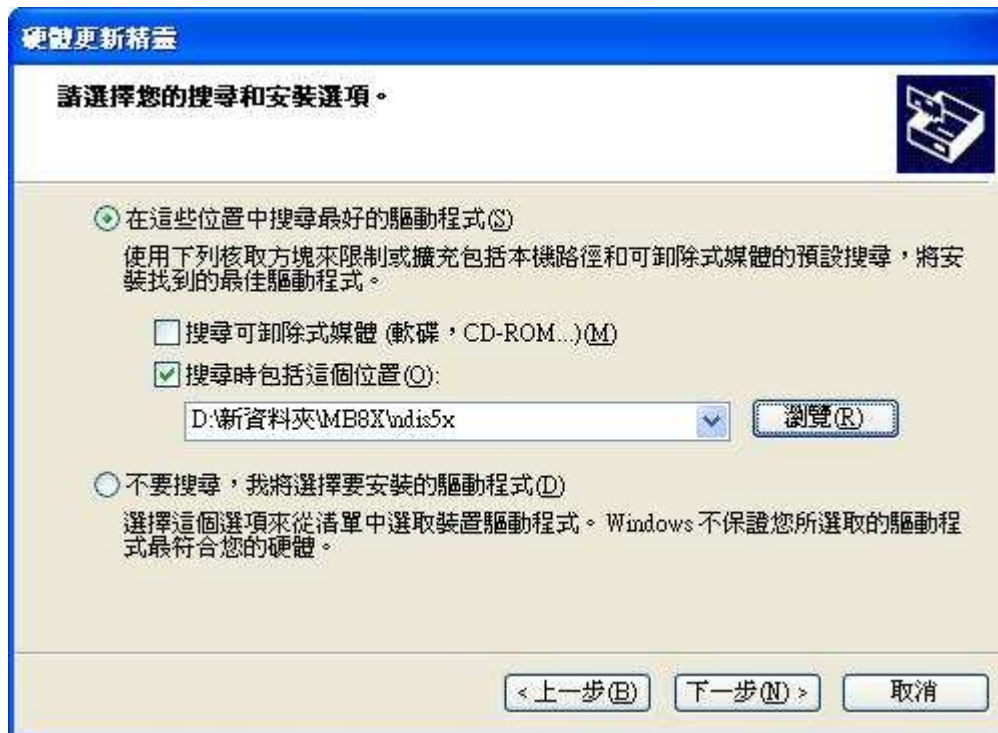 硬體更新精靈
請選擇您的搜尋和安裝選項。
在這些位置中搜尋最好的驅動程式(S)
使用下列核取方塊來限制或擴充包括本機路徑和可卸除式媒體的預設搜尋，將安
裝找到的最佳驅動程式。
搜尋可卸除式媒體 (軟碟，CD-ROM...)(M)
搜尋時包括這個位置(O):
D:\新資料夾\MB8X\ndis5x
瀏覽(R)
不要搜尋，我將選擇要安裝的驅動程式(D)
選擇這個選項來從清單中選取裝置驅動程式。Windows 不保證您所選取的驅動程
式最符合您的硬體。
<上一步(B) 下一步(N)> 取消